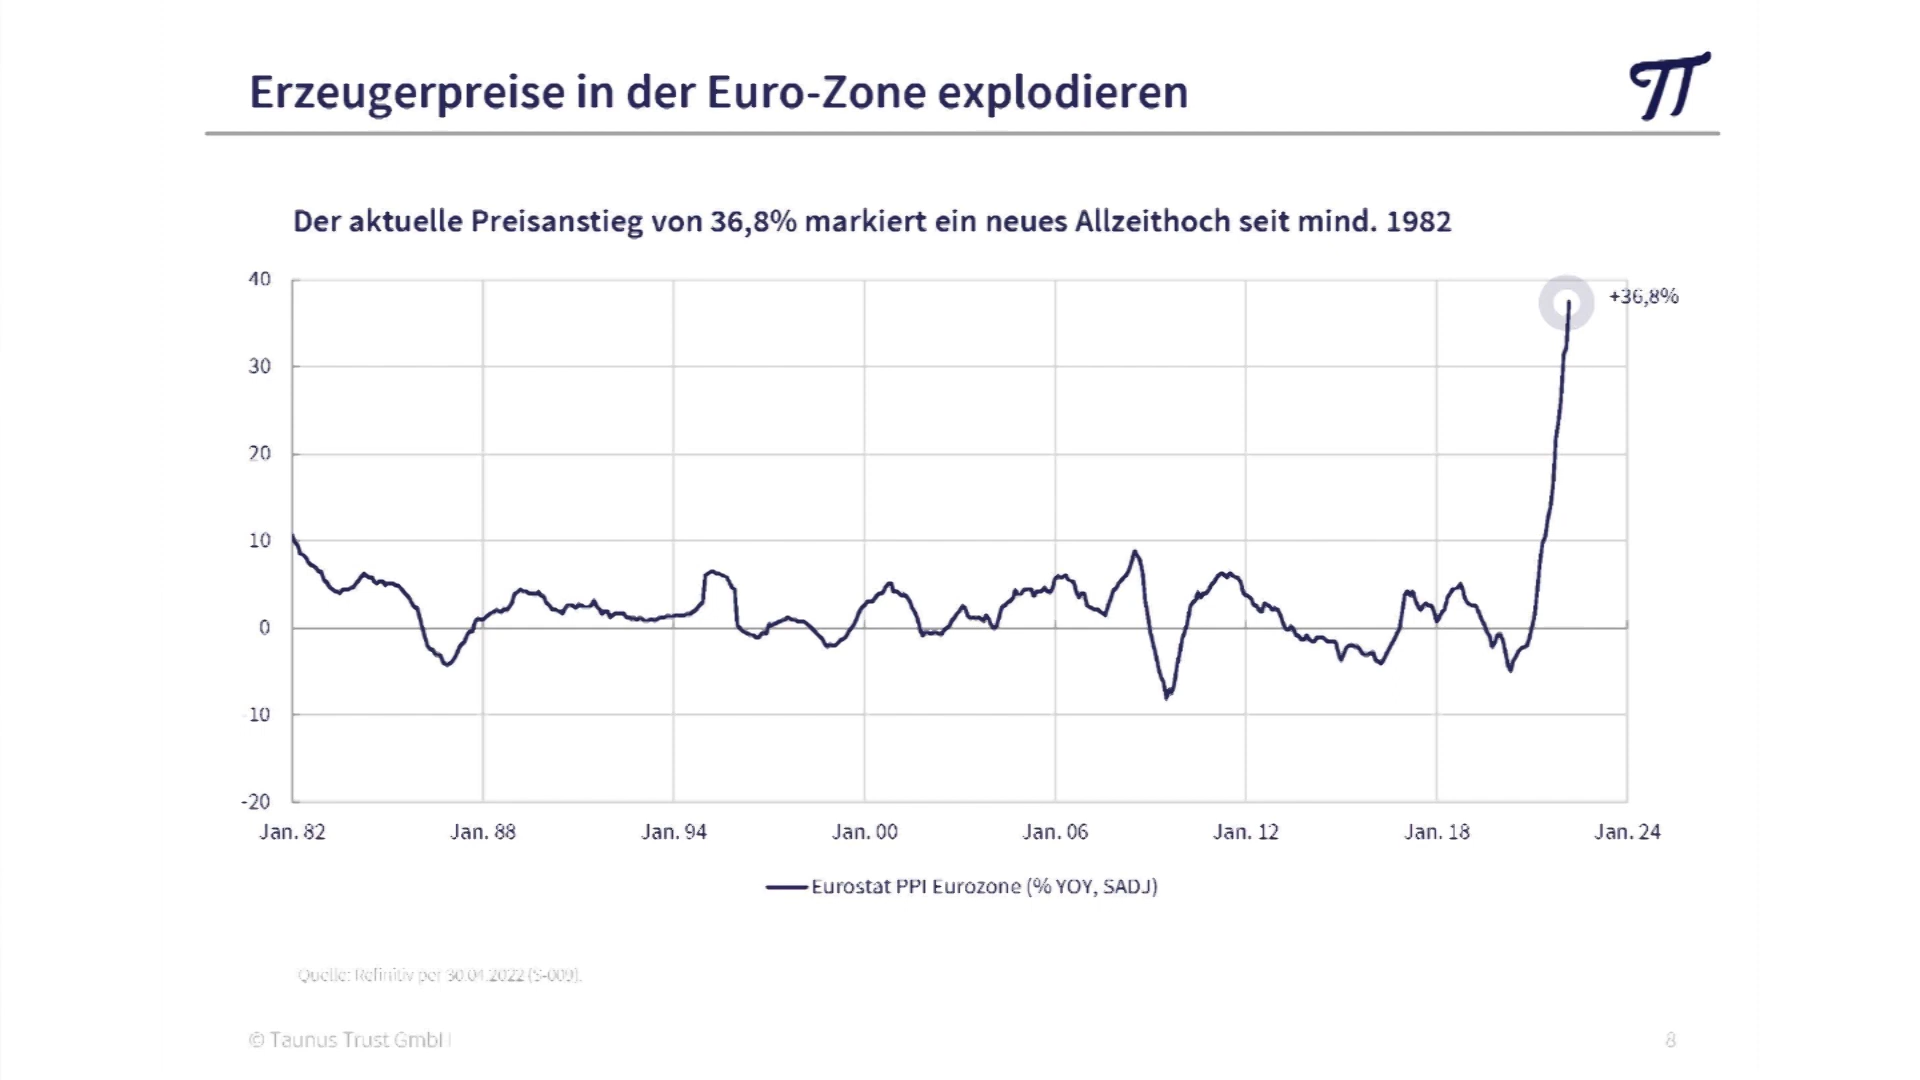 Erzeugerpreise in der Euro-Zone explodieren
Der aktuelle Preisanstieg von 36,8% markiert ein neues Allzeithoch seit mind. 1982
40
+36,8%
30
20
10
0
10
-20
Jan. 82 Jan. 88 Jan. 94 Jan. 00 Jan. 06 Jan. 12 Jan. 18 Jan. 24
Eurostat PPI Eurozone (% YOY, SADJ)
Quelle: Refinitiv per 30.04.2022 (S-009).
© Taunus Trust GmbH
8